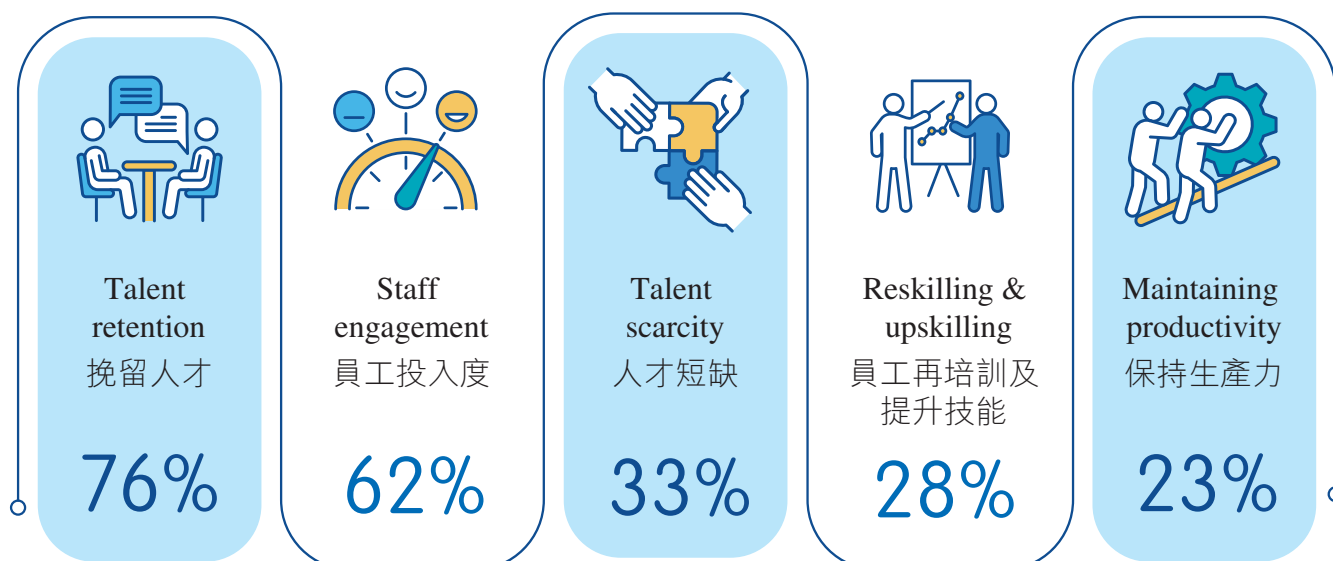 Talent
retention
挽留人才
76%
Staff
engagement
員工投入度
62%
Talent
scarcity
人才短缺
33%
Reskilling &
upskilling
員工再培訓及
提升技能
28%
Maintaining
productivity
保持生產力
23%